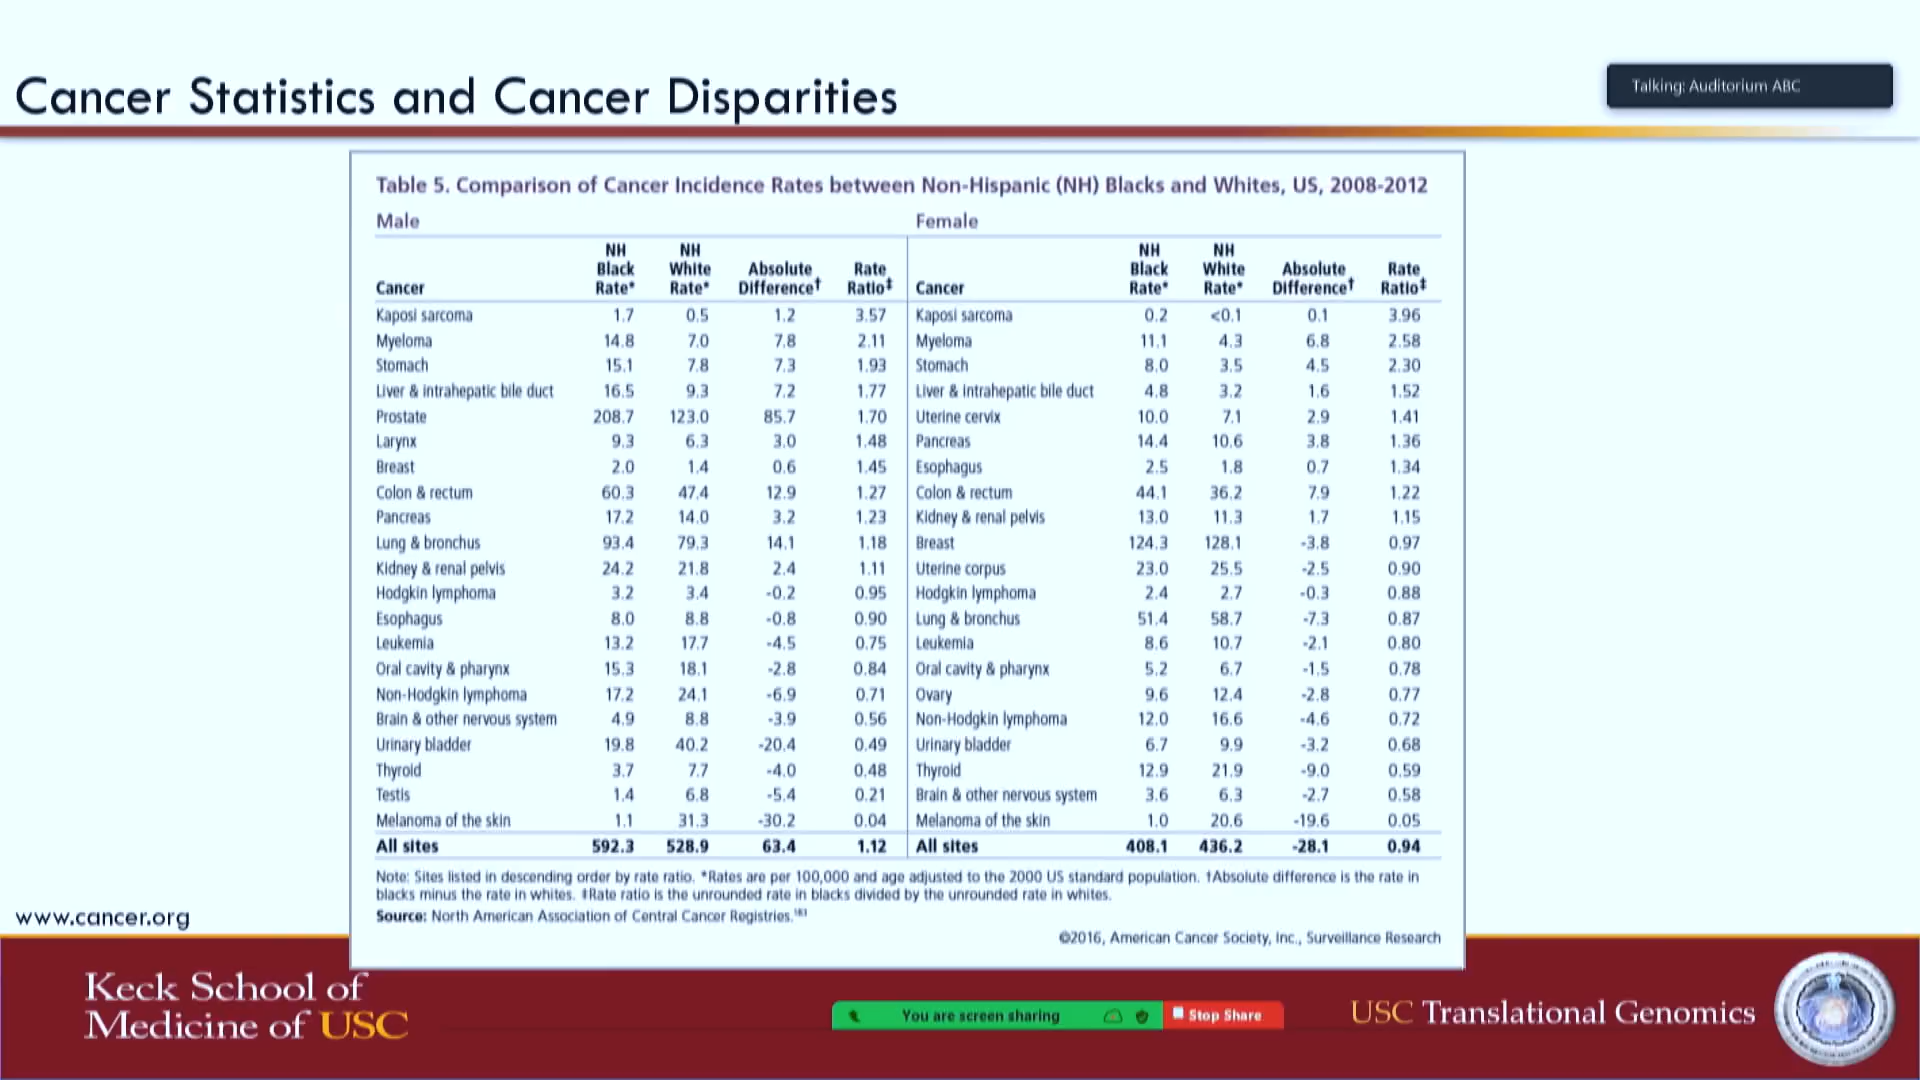 Cancer Statistics and Cancer Disparities
Talking: Auditorium ABC
Table 5. Comparison of Cancer Incidence Rates between Non-Hispanic (NH) Blacks and Whites, US, 2008-2012
Male
NH Black Rate* NH White Rate* Absolute Difference† Rate Ratio‡
Cancer
Kaposi sarcoma 1.7 0.5 1.2 3.57
Myeloma 14.8 7.0 7.8 2.11
Stomach 15.1 7.8 7.3 1.93
Liver & intrahepatic bile duct 16.5 9.3 7.2 1.77
Prostate 208.7 123.0 85.7 1.70
Larynx 9.3 6.3 3.0 1.48
Breast 2.0 1.4 0.6 1.45
Colon & rectum 60.3 47.4 12.9 1.27
Pancreas 17.2 14.0 3.2 1.23
Lung & bronchus 93.4 79.3 14.1 1.18
Kidney & renal pelvis 24.2 21.8 2.4 1.11
Hodgkin lymphoma 3.2 3.4 -0.2 0.95
Esophagus 8.0 8.8 -0.8 0.90
Leukemia 13.2 17.7 -4.5 0.75
Oral cavity & pharynx 15.3 18.1 -2.8 0.84
Non-Hodgkin lymphoma 17.2 24.1 -6.9 0.71
Brain & other nervous system 4.9 8.8 -3.9 0.56
Urinary bladder 19.8 40.2 -20.4 0.49
Thyroid 3.7 7.7 -4.0 0.48
Testis 1.4 6.8 -5.4 0.21
Melanoma of the skin 1.1 31.3 -30.2 0.04
All sites 592.3 528.9 63.4 1.12
Female
NH Black Rate* NH White Rate* Absolute Difference† Rate Ratio‡
Cancer
Kaposi sarcoma 0.2 <0.1 0.1 3.96
Myeloma 11.1 4.3 6.8 2.58
Stomach 8.0 3.5 4.5 2.30
Liver & intrahepatic bile duct 4.8 3.2 1.6 1.52
Uterine cervix 10.0 7.1 2.9 1.41
Pancreas 14.4 10.6 3.8 1.36
Esophagus 2.5 1.8 0.7 1.34
Colon & rectum 44.1 36.2 7.9 1.22
Kidney & renal pelvis 13.0 11.3 1.7 1.15
Breast 124.3 128.1 -3.8 0.97
Uterine corpus 23.0 25.5 -2.5 0.90
Hodgkin lymphoma 2.4 2.7 -0.3 0.88
Lung & bronchus 51.4 58.7 -7.3 0.87
Leukemia 8.6 10.7 -2.1 0.80
Oral cavity & pharynx 5.2 6.7 -1.5 0.78
Ovary 9.6 12.4 -2.8 0.77
Non-Hodgkin lymphoma 12.0 16.6 -4.6 0.72
Urinary bladder 6.7 9.9 -3.2 0.68
Thyroid 12.9 21.9 -9.0 0.59
Brain & other nervous system 3.6 6.3 -2.7 0.58
Melanoma of the skin 1.0 20.6 -19.6 0.05
All sites 408.1 436.2 -28.1 0.94
Note: Sites listed in descending order by rate ratio. *Rates are per 100,000 and age adjusted to the 2000 US standard population. †Absolute difference is the rate in
blacks minus the rate in whites. ‡Rate ratio is the unrounded rate in blacks divided by the unrounded rate in whites.
Source: North American Association of Central Cancer Registries.
©2016, American Cancer Society, Inc., Surveillance Research
www.cancer.org
Keck School of
Medicine of USC
You are screen sharing
Stop Share
USC Translational Genomics